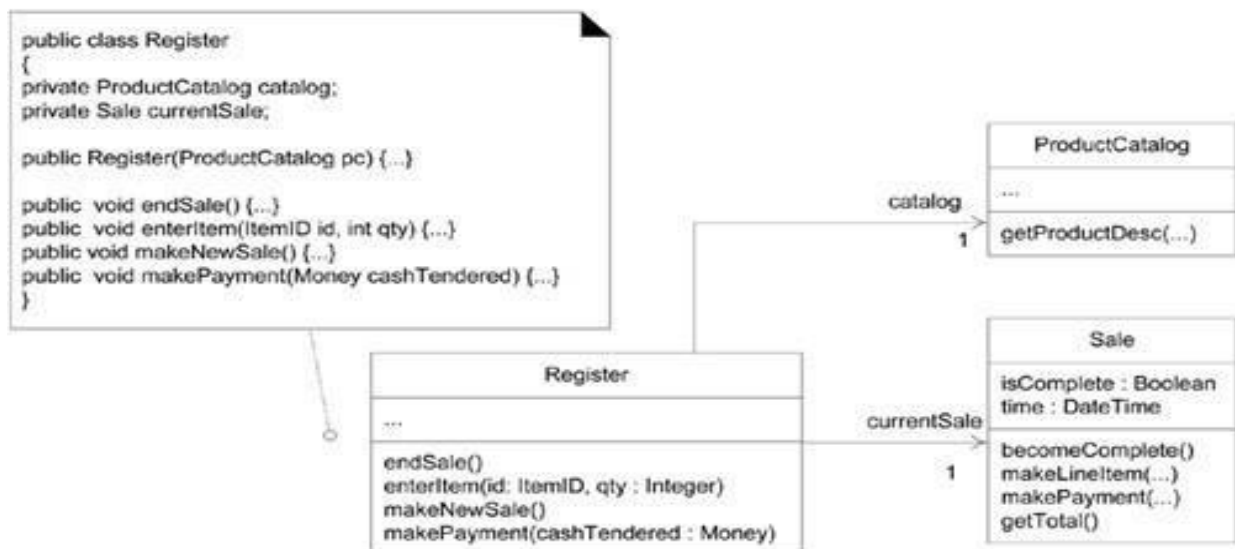 public class Register
{
private ProductCatalog catalog;
private Sale currentSale;
public Register(ProductCatalog pc) {...}
public void endSale() {...}
public void enterItem(ItemID id, int qty) {...}
public void makeNewSale() {...}
public void makePayment(Money cashTendered) {...}
}
ProductCatalog
...
getProductDesc(...)
catalog
1
Register
...
endSale()
enterItem(id: ItemID, qty : Integer)
makeNewSale()
makePayment(cashTendered : Money)
currentSale
1
Sale
isComplete : Boolean
time : DateTime
becomeComplete()
makeLineItem(...)
makePayment(...)
getTotal()